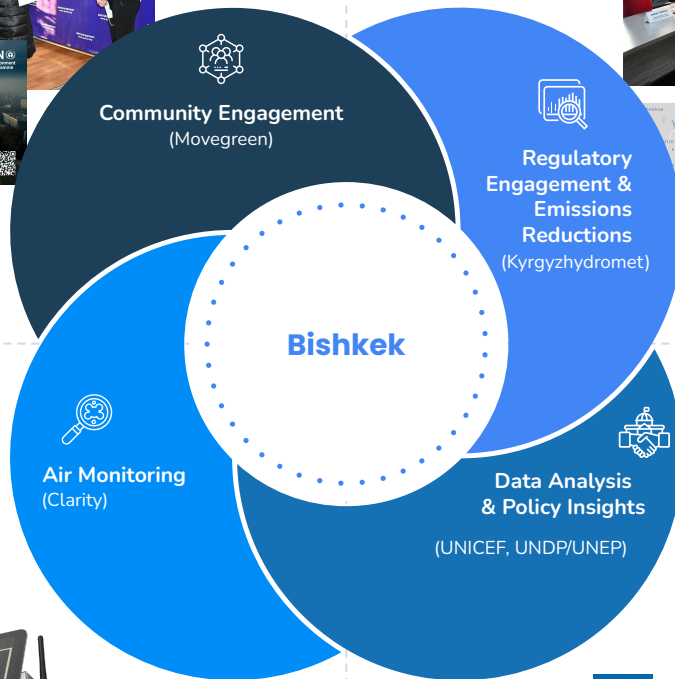 Community Engagement
(Movegreen)
Regulatory
Engagement &
Emissions
Reductions
(Kyrgyzhydromet)
Bishkek
Air Monitoring
(Clarity)
Data Analysis
& Policy Insights
(UNICEF, UNDP/UNEP)